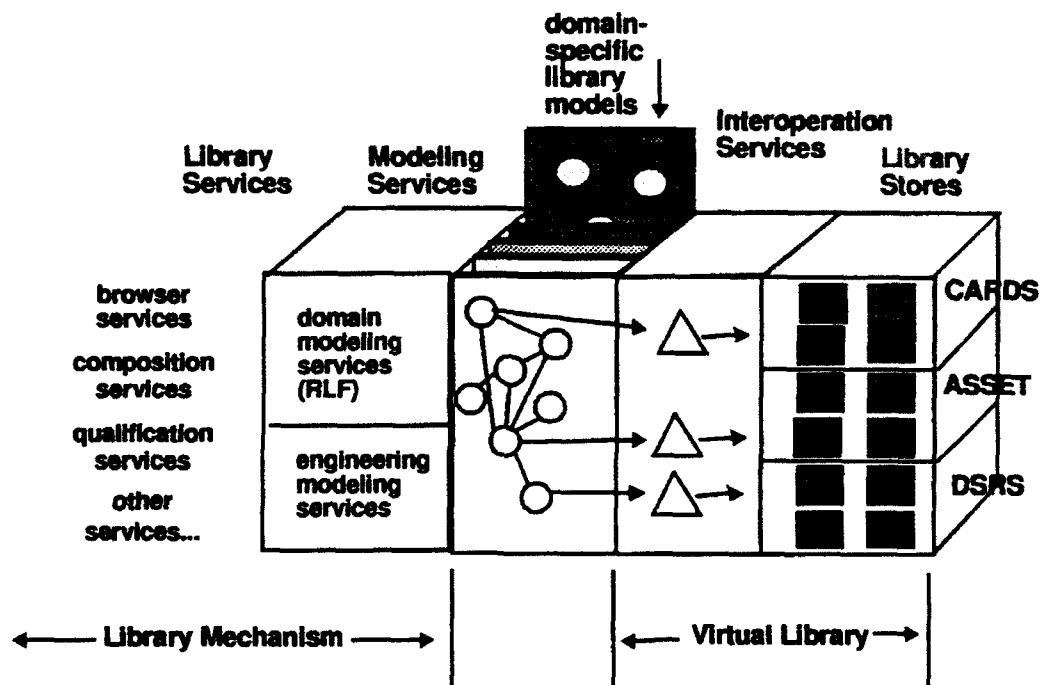 domain-
specific
library
models
Interoperation
Services
Library
Services
Modeling
Services
Library
Stores
browser
services
composition
services
qualification
services
other
services...
domain
modeling
services
(RLF)
engineering
modeling
services
CARDS
ASSET
DSRS
Library Mechanism
Virtual Library